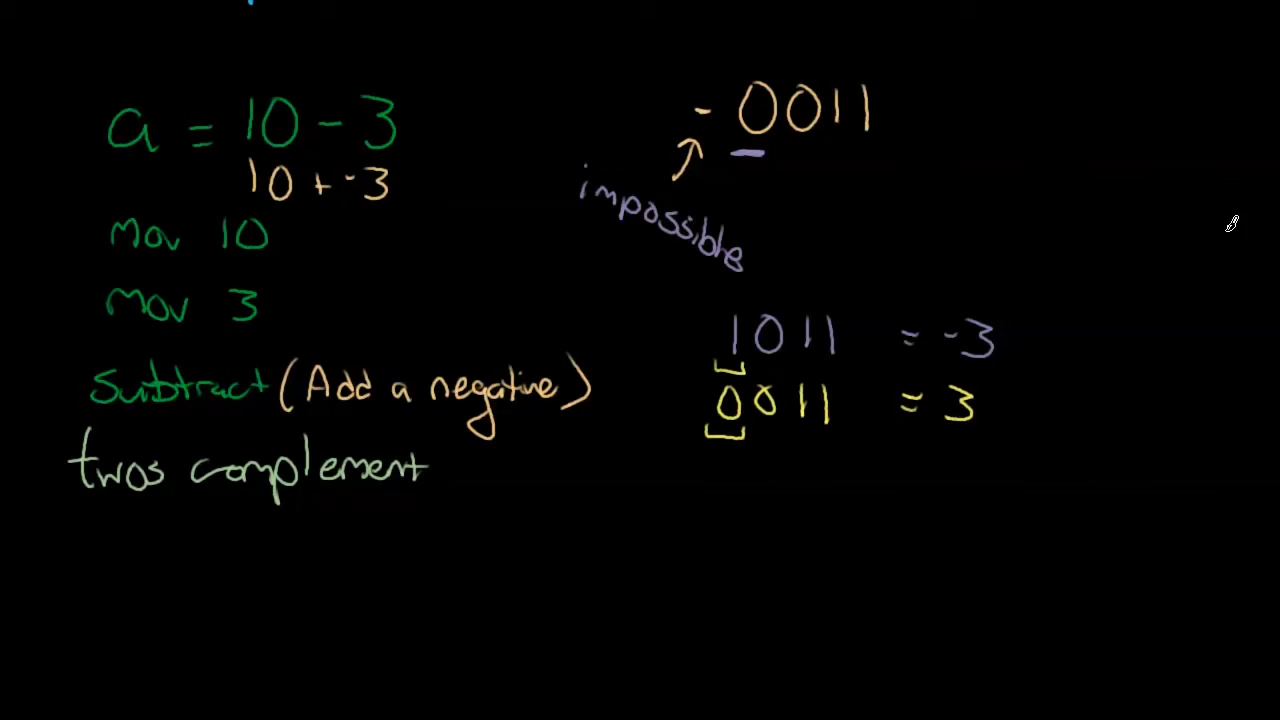 a = 10 - 3
10 + -3
Mov 10
Mov 3
Subtract (Add a negative)
twos complement
- 0011
impossible
1011 = -3
0011 = 3